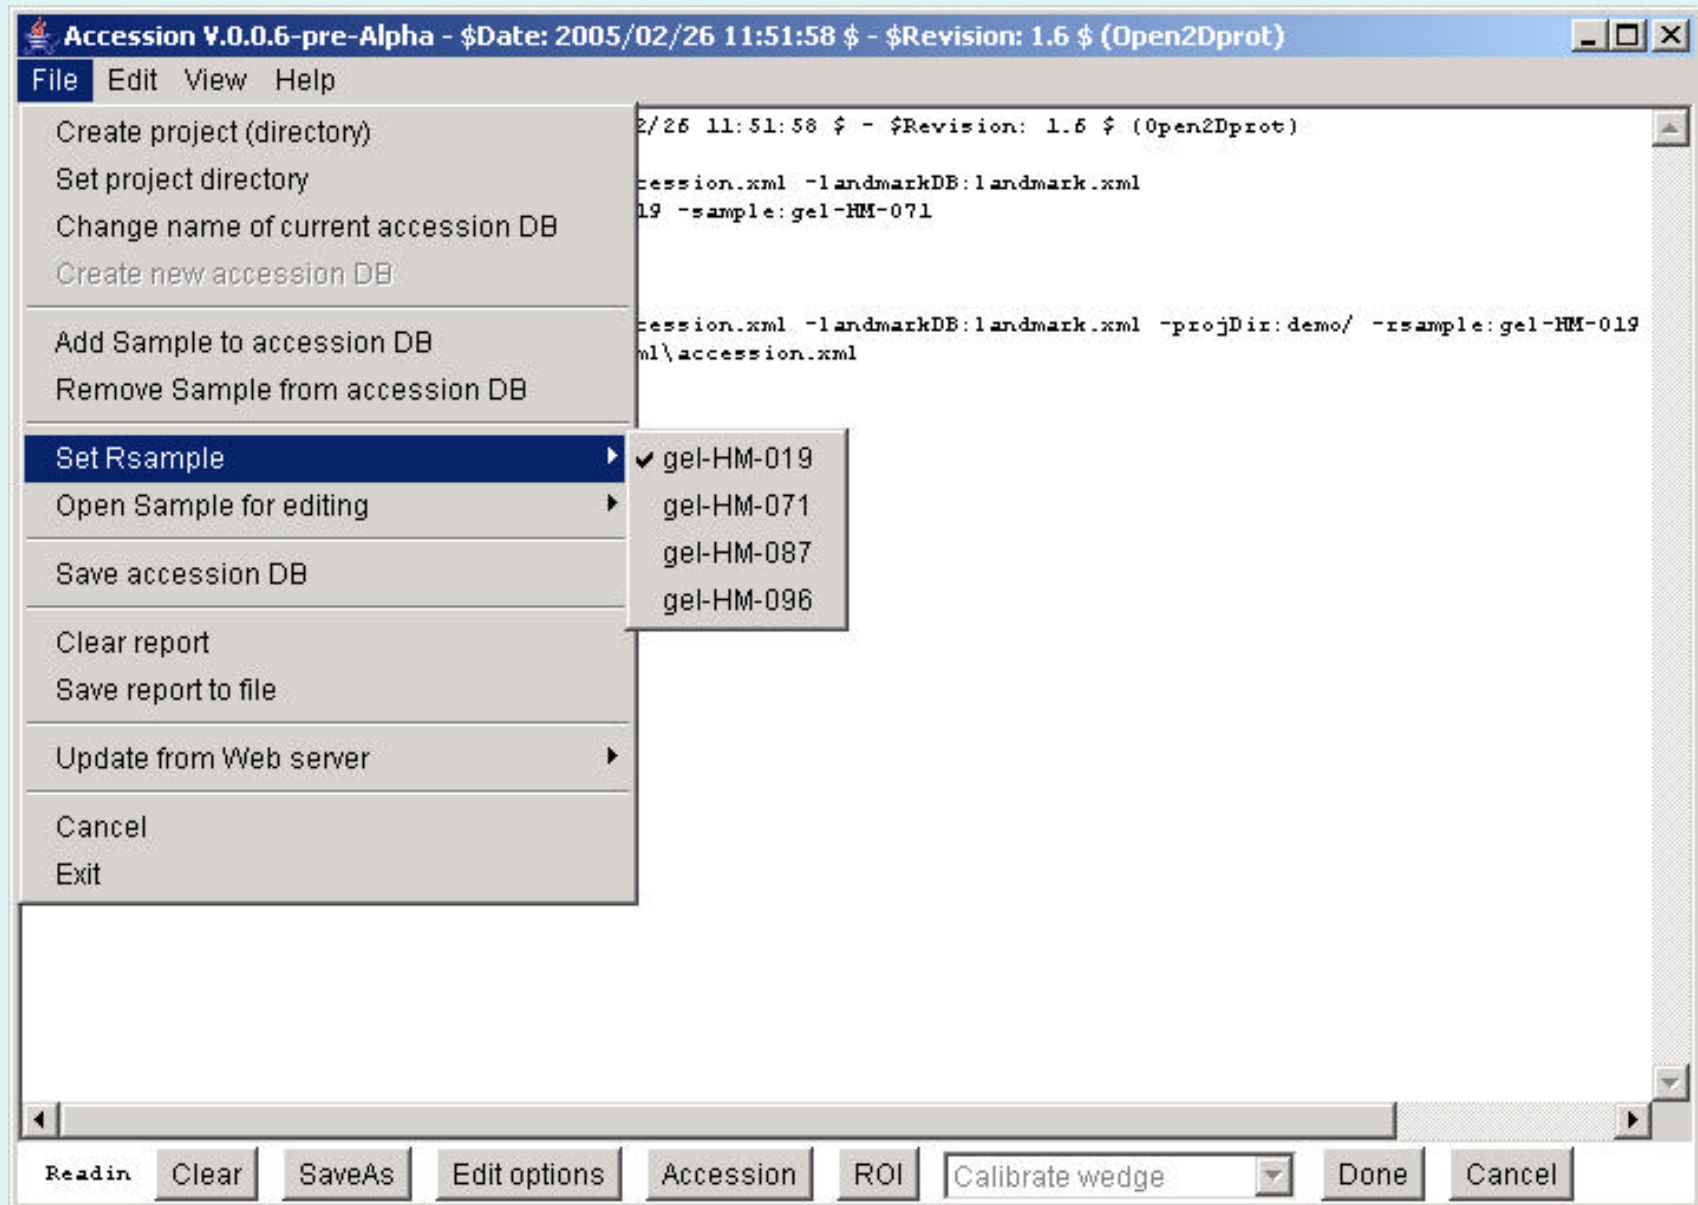 Accession V.0.0.6-pre-Alpha - $Date: 2005/02/26 11:51:58 $ - $Revision: 1.6 $ (Open2Dprot)
File Edit View Help
Create project (directory)
Set project directory
Change name of current accession DB
Create new accession DB
Add Sample to accession DB
Remove Sample from accession DB
Set Rsample
Open Sample for editing
Save accession DB
Clear report
Save report to file
Update from Web server
Cancel
Exit
gel-HM-019
gel-HM-071
gel-HM-087
gel-HM-096
2/26 11:51:58 $ - $Revision: 1.6 $ (Open2Dprot)
cession.xml -landmarkDB:landmark.xml
19 -sample:gel-HM-071
cession.xml -landmarkDB:landmark.xml -projDir:demo/ -rsample:gel-HM-019
ml\accession.xml
Readin Clear SaveAs Edit options Accession ROI Calibrate wedge Done Cancel